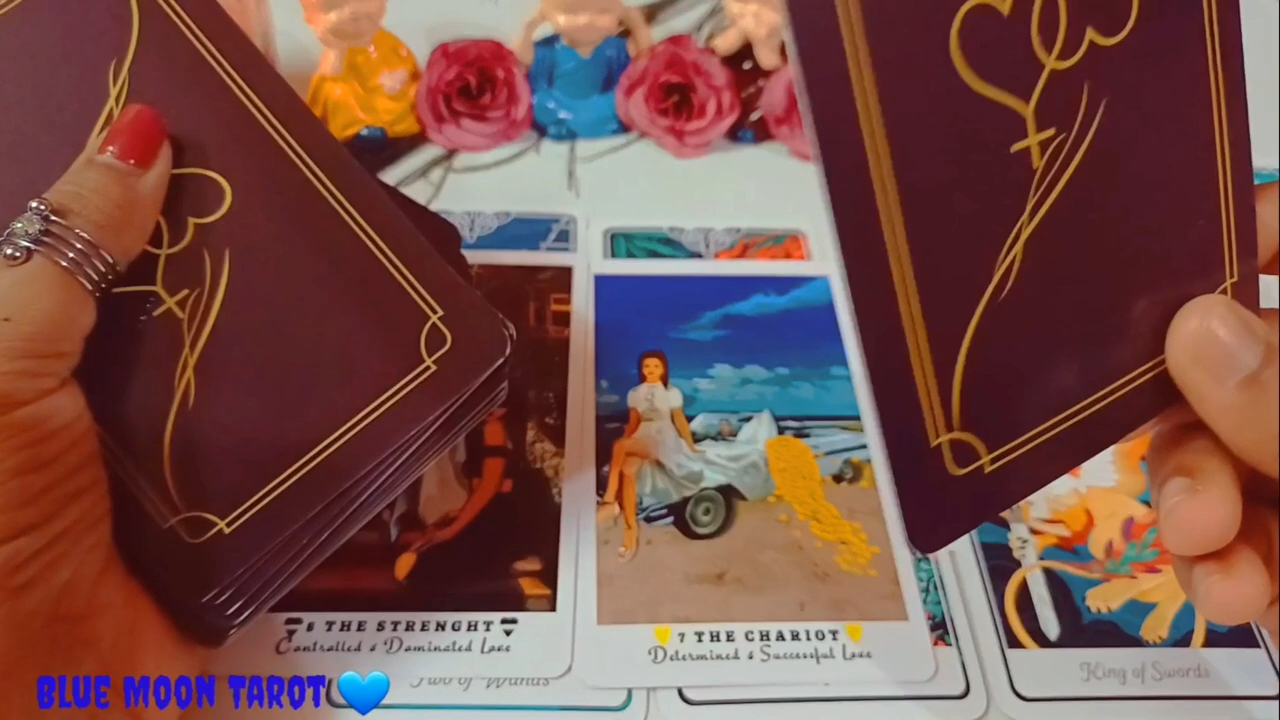 8 THE STRENGHT
Controlled & Dominated Love
7 THE CHARIOT
Determined & Successful Love
Two of Wands
King of Swords
BLUE MOON TAROT